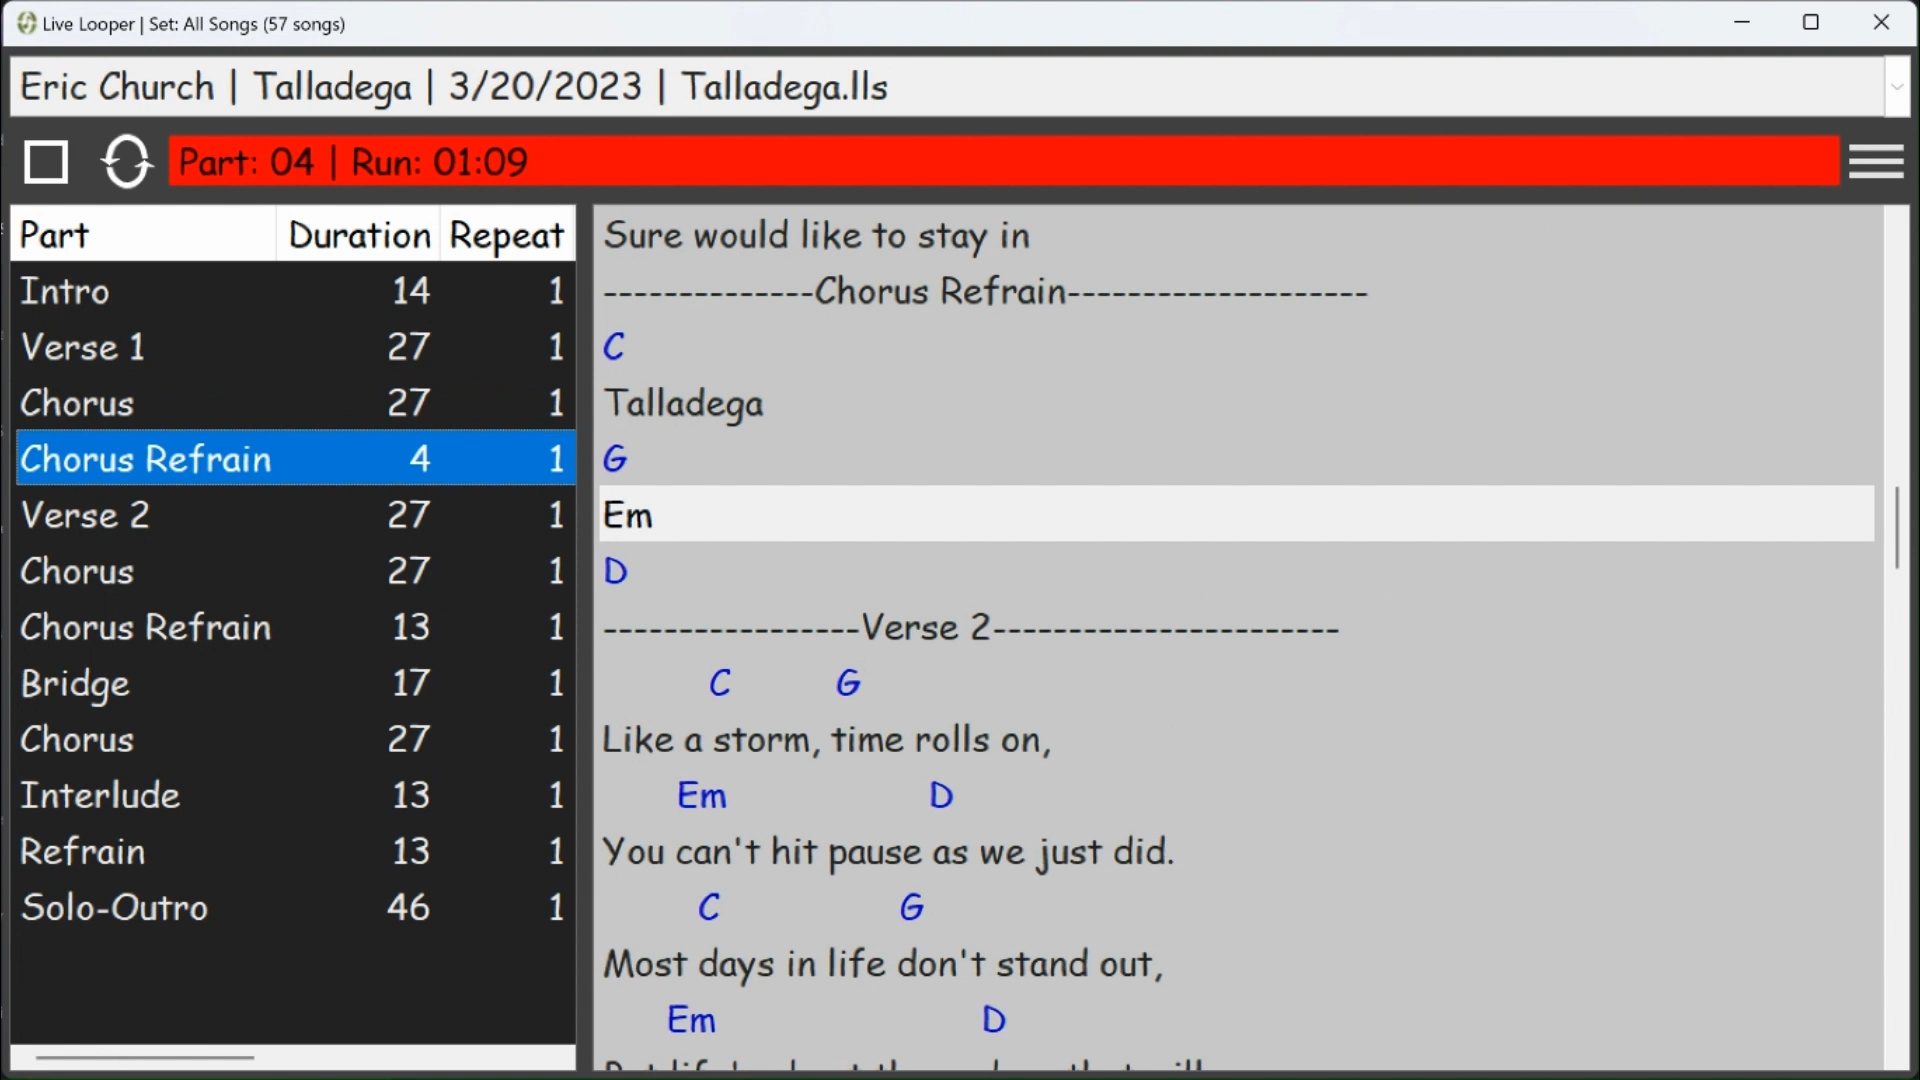 Live Looper | Set: All Songs (57 songs)
Eric Church | Talladega | 3/20/2023 | Talladega.lls
Part: 04 | Run: 01:09
Part Duration Repeat
Intro 14 1
Verse 1 27 1
Chorus 27 1
Chorus Refrain 4 1
Verse 2 27 1
Chorus 27 1
Chorus Refrain 13 1
Bridge 17 1
Chorus 27 1
Interlude 13 1
Refrain 13 1
Solo-Outro 46 1
Sure would like to stay in
--------------Chorus Refrain--------------------
C
Talladega
G
Em
D
-----------------Verse 2-----------------------
C G
Like a storm, time rolls on,
Em D
You can't hit pause as we just did.
C G
Most days in life don't stand out,
Em D